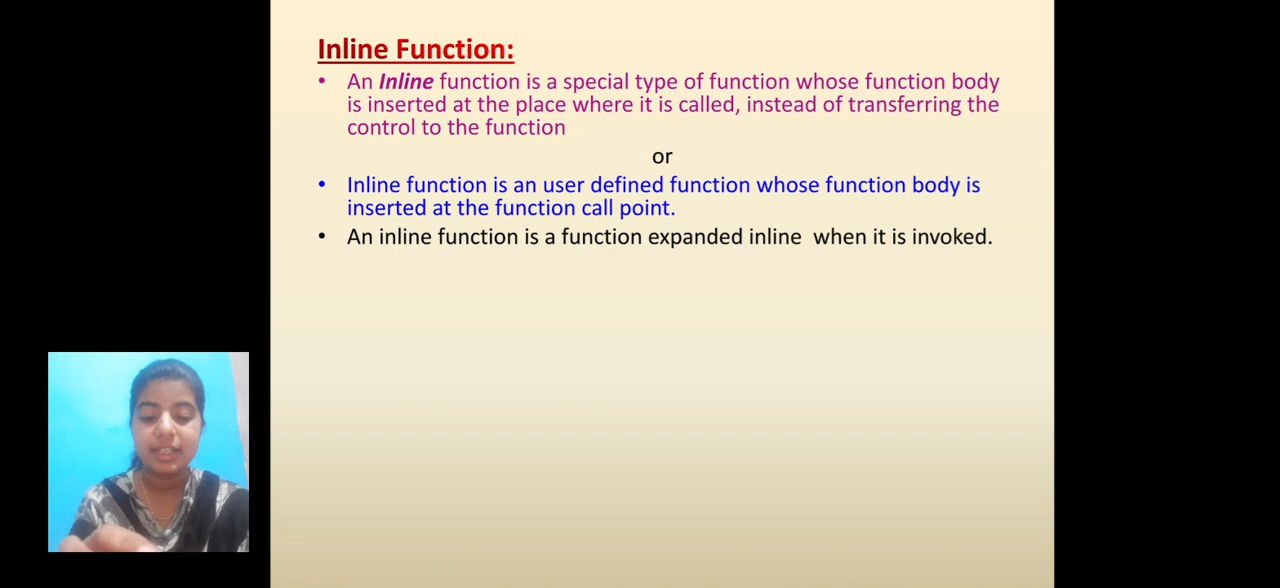 Inline Function:
• An Inline function is a special type of function whose function body
is inserted at the place where it is called, instead of transferring the
control to the function
or
• Inline function is an user defined function whose function body is
inserted at the function call point.
• An inline function is a function expanded inline  when it is invoked.